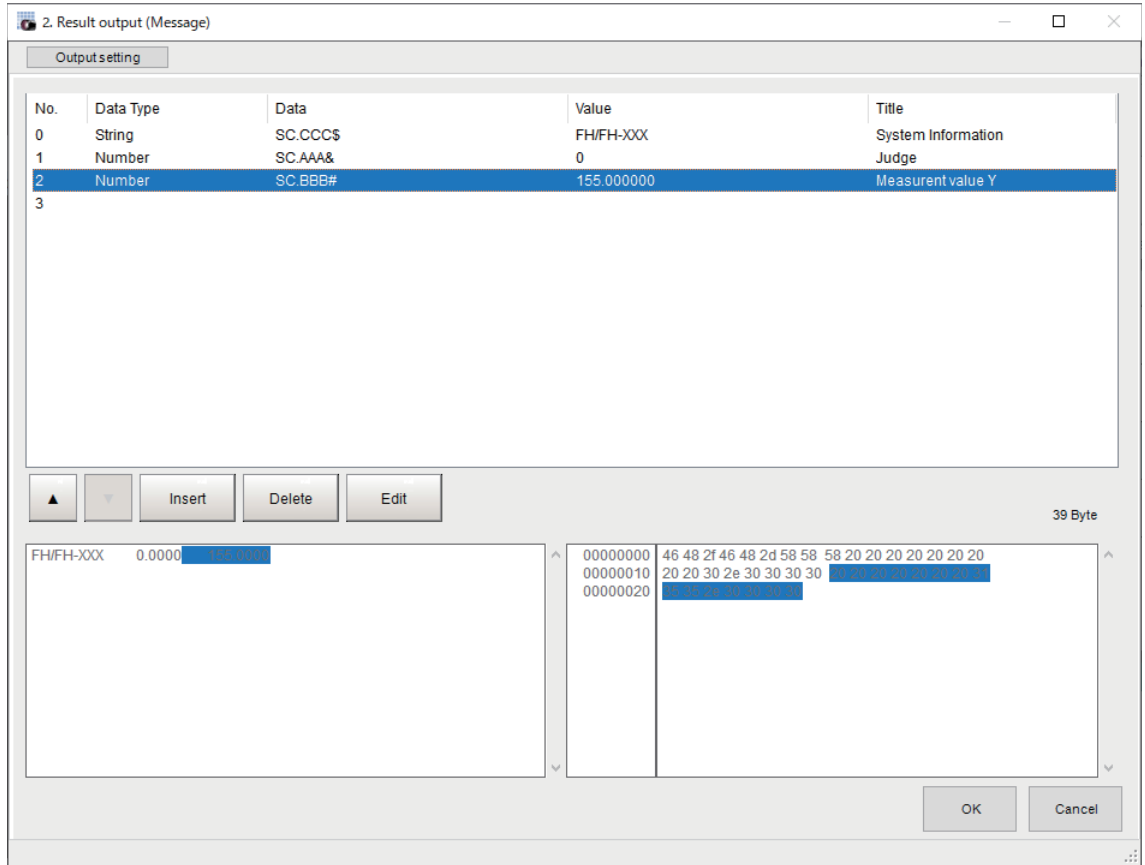 2. Result output (Message)
Output setting
No. Data Type Data Value Title
0 String SC.CCC$ FH/FH-XXX System Information
1 Number SC.AAA& 0 Judge
2 Number SC.BBB# 155.000000 Measurent value Y
3
▲ ▼ Insert Delete Edit
39 Byte
FH/FH-XXX 0.0000 155.0000
00000000 46 48 2f 46 48 2d 58 58 58 20 20 20 20 20 20 20
00000010 20 20 30 2e 30 30 30 30 20 20 20 20 20 20 20 31
00000020 35 35 2e 30 30 30 30
OK Cancel